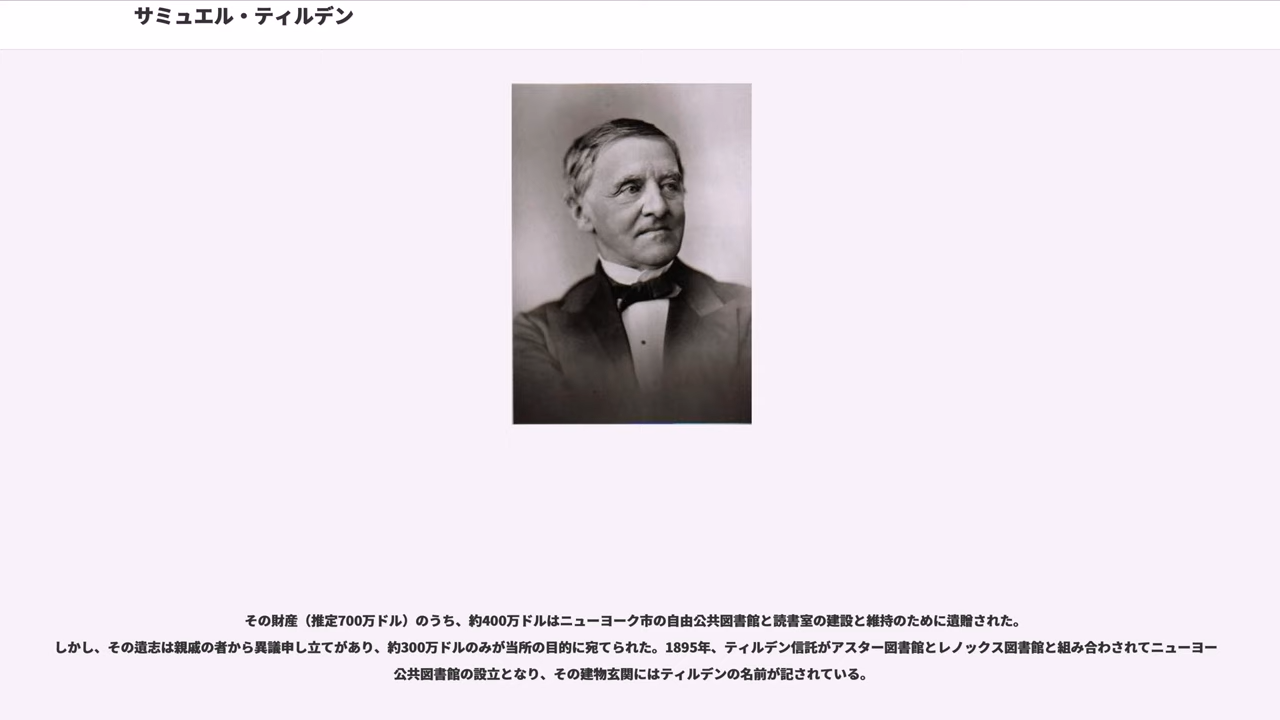 サミュエル・ティルデン
その財産（推定700万ドル）のうち、約400万ドルはニューヨーク市の自由公共図書館と読書室の建設と維持のために遺贈された。
しかし、その遺志は親戚の者から異議申し立てがあり、約300万ドルのみが当所の目的に宛てられた。1895年、ティルデン信託がアスター図書館とレノックス図書館と組み合わされてニューヨー
公共図書館の設立となり、その建物玄関にはティルデンの名前が記されている。